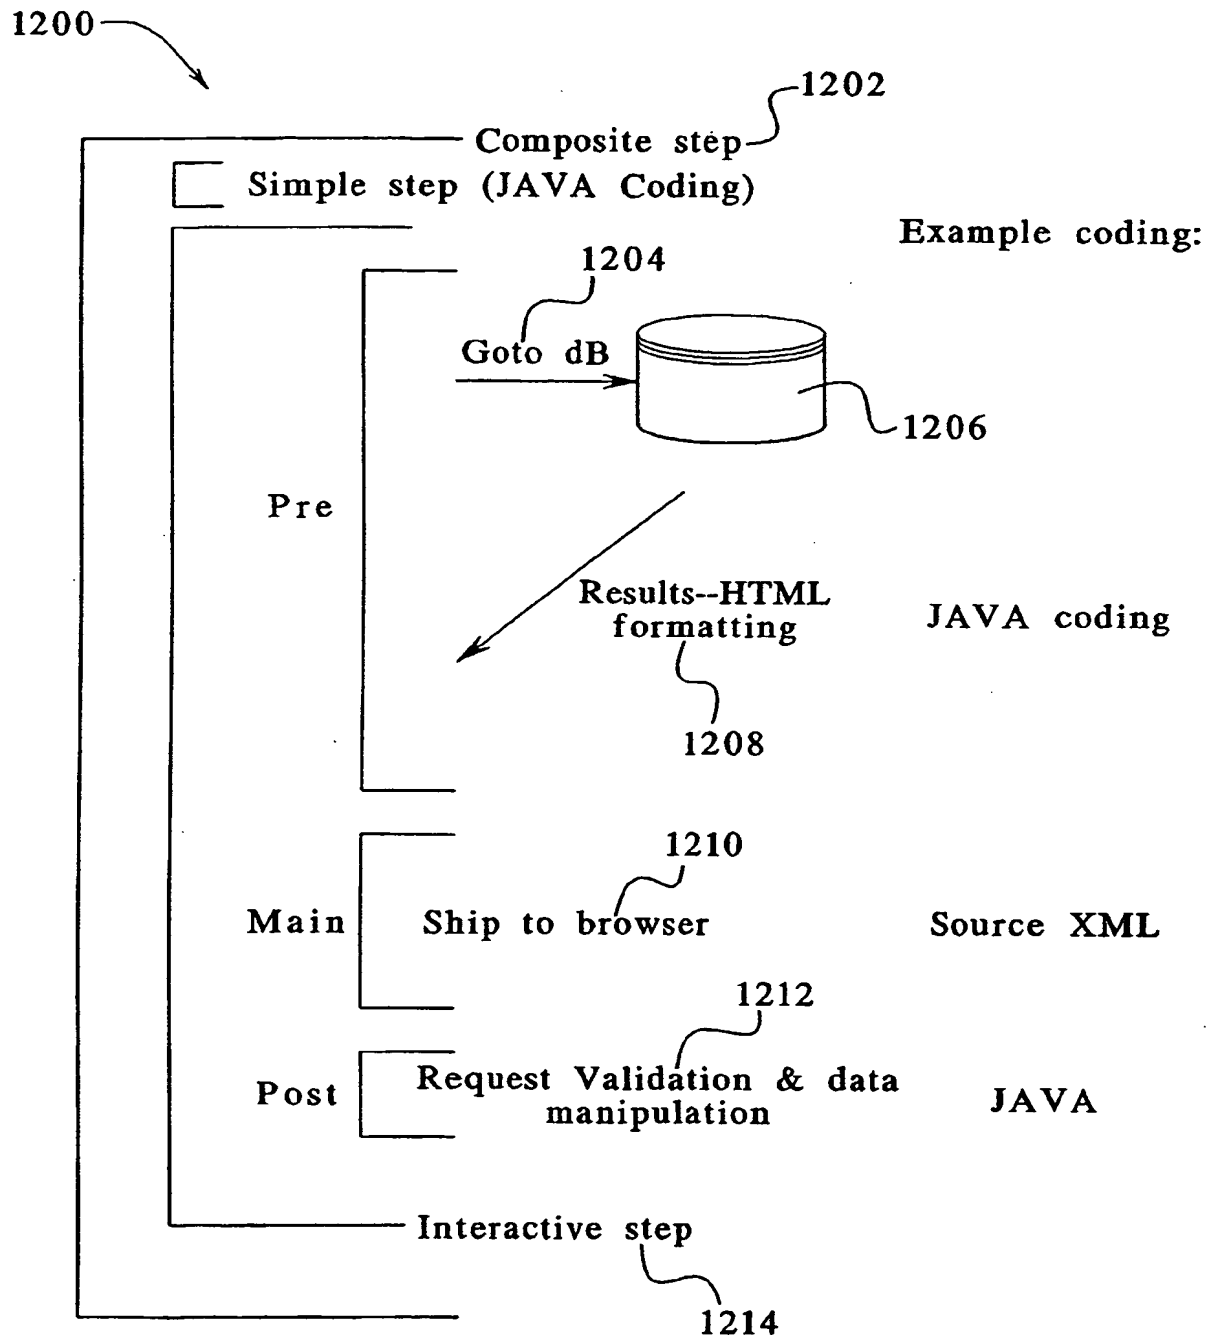 1200
1202
Composite step
Simple step (JAVA Coding)
Example coding:
1204
Goto dB
1206
Pre
Results--HTML
formatting
JAVA coding
1208
1210
Main
Ship to browser
Source XML
1212
Post
Request Validation & data
manipulation
JAVA
Interactive step
1214